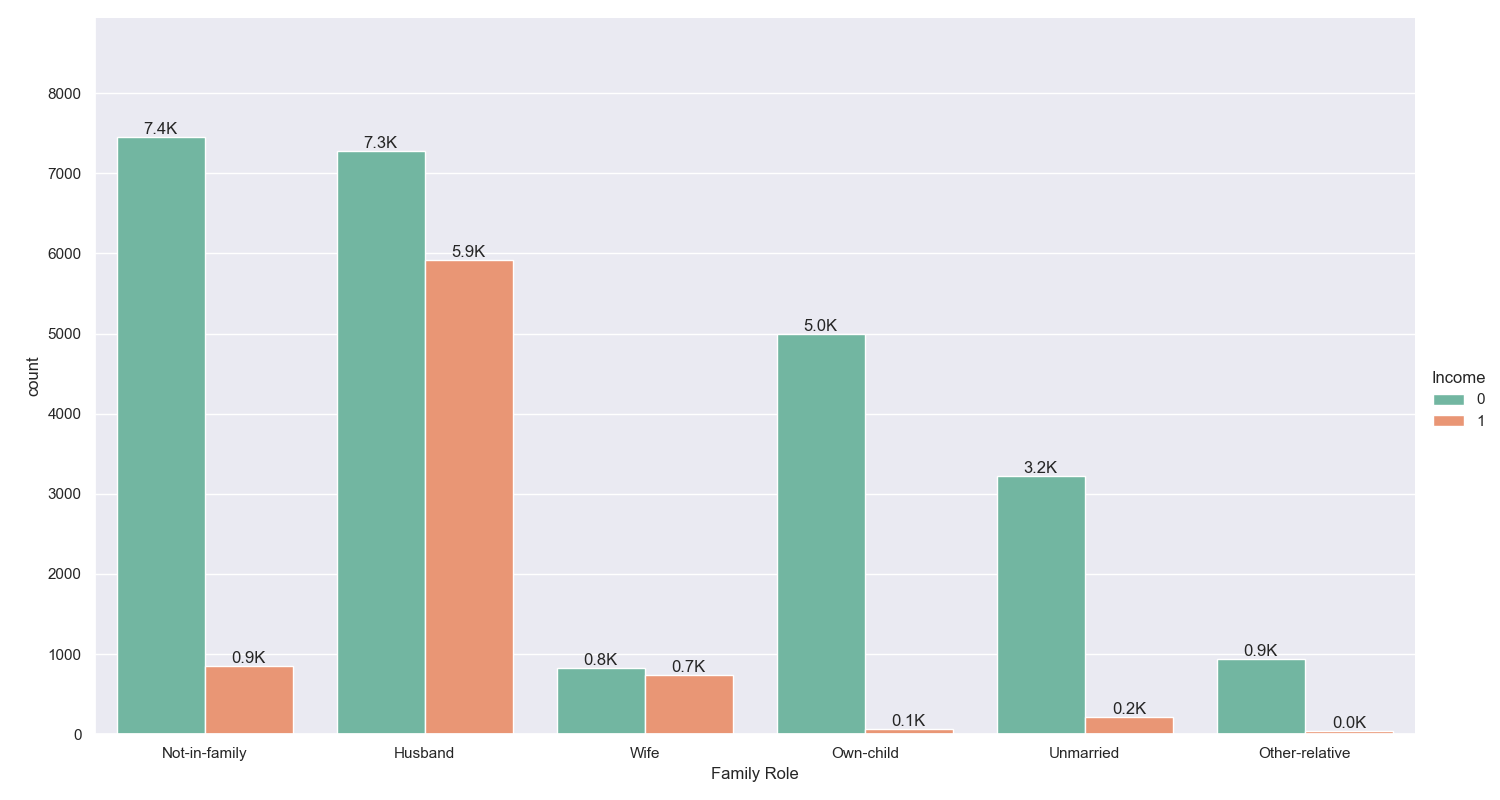 8000
7000
6000
5000
4000
3000
2000
1000
0
count
7.4K
0.9K
7.3K
5.9K
0.8K
0.7K
5.0K
0.1K
3.2K
0.2K
0.9K
0.0K
Not-in-family
Husband
Wife
Own-child
Unmarried
Other-relative
Family Role
Income
0
1